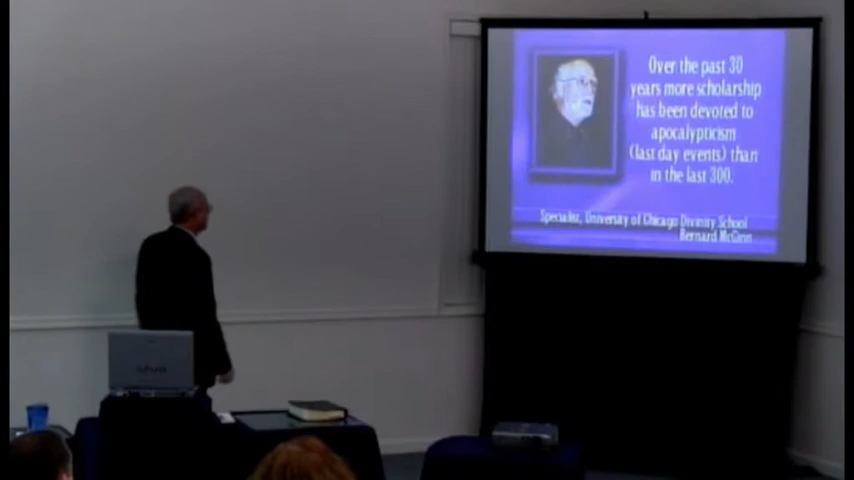 Over the past 30
years more scholarship
has been devoted to
apocalypticism
(last day events) than
in the last 300.
Specialist, University of Chicago Divinity School
Bernard McGinn
VAIO